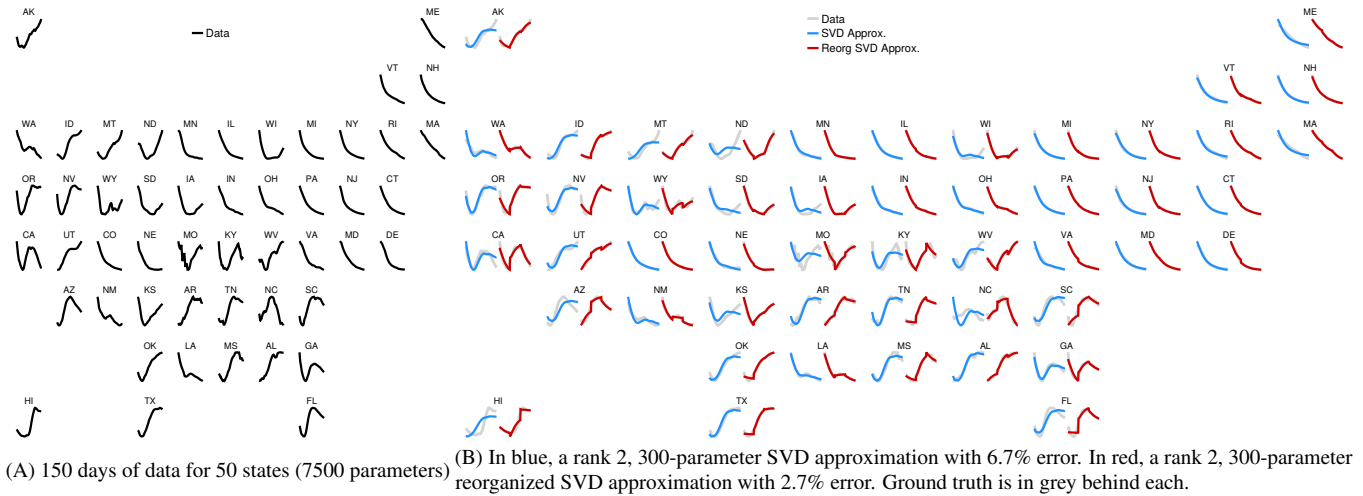 AK
Data
ME
VT NH
WA ID MT ND MN IL WI MI NY RI MA
OR NV WY SD IA IN OH PA NJ CT
CA UT CO NE MO KY WV VA MD DE
AZ NM KS AR TN NC SC
OK LA MS AL GA
HI TX FL
(A) 150 days of data for 50 states (7500 parameters)
AK
Data
SVD Approx.
Reorg SVD Approx.
ME
VT NH
WA ID MT ND MN IL WI MI NY RI MA
OR NV WY SD IA IN OH PA NJ CT
CA UT CO NE MO KY WV VA MD DE
AZ NM KS AR TN NC SC
OK LA MS AL GA
HI TX FL
(B) In blue, a rank 2, 300-parameter SVD approximation with 6.7% error. In red, a rank 2, 300-parameter
reorganized SVD approximation with 2.7% error. Ground truth is in grey behind each.